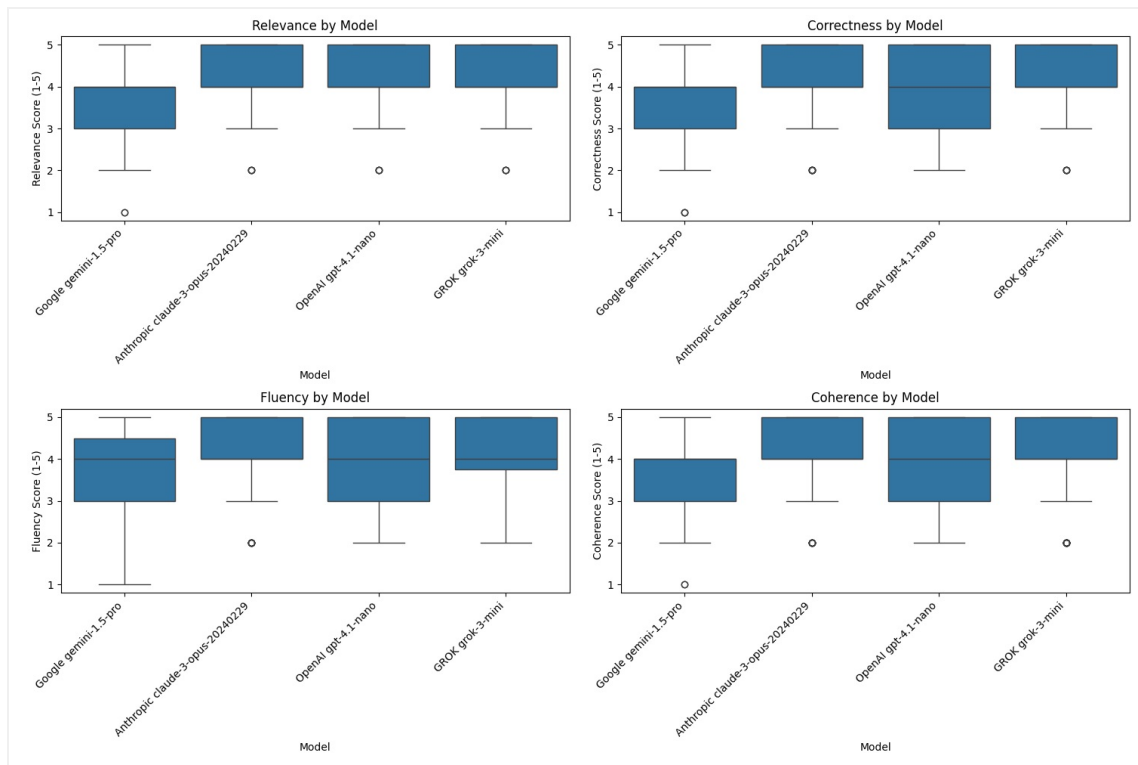 Relevance by Model
Relevance Score (1-5)
5
4
3
2
1
Google gemini-1.5-pro
Anthropic claude-3-opus-20240229
OpenAI gpt-4.1-nano
GROK grok-3-mini
Model
Correctness by Model
Correctness Score (1-5)
5
4
3
2
1
Google gemini-1.5-pro
Anthropic claude-3-opus-20240229
OpenAI gpt-4.1-nano
GROK grok-3-mini
Model
Fluency by Model
Fluency Score (1-5)
5
4
3
2
1
Google gemini-1.5-pro
Anthropic claude-3-opus-20240229
OpenAI gpt-4.1-nano
GROK grok-3-mini
Model
Coherence by Model
Coherence Score (1-5)
5
4
3
2
1
Google gemini-1.5-pro
Anthropic claude-3-opus-20240229
OpenAI gpt-4.1-nano
GROK grok-3-mini
Model